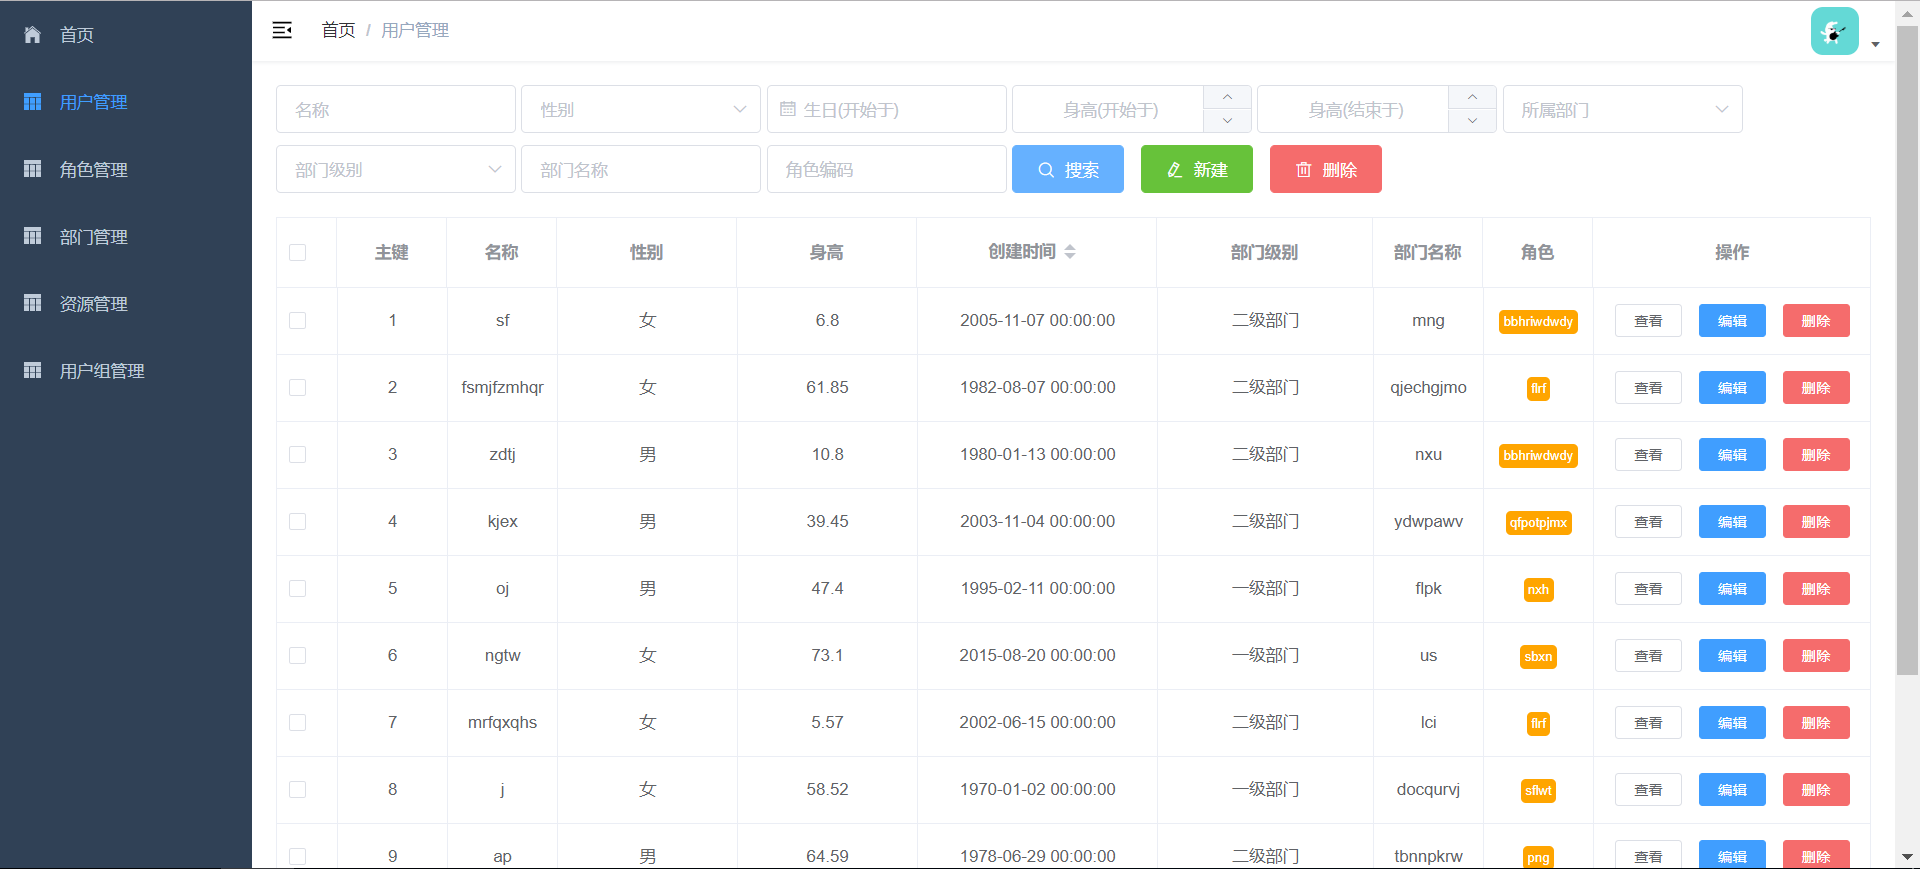 首页
用户管理
角色管理
部门管理
资源管理
用户组管理
首页 / 用户管理
名称 性别 生日(开始于) 身高(开始于) 身高(结束于) 所属部门
部门级别 部门名称 角色编码 搜索 新建 删除
主键 名称 性别 身高 创建时间 部门级别 部门名称 角色 操作
1 sf 女 6.8 2005-11-07 00:00:00 二级部门 mng bbhriwdwdy 查看 编辑 删除
2 fsmjfzmhqr 女 61.85 1982-08-07 00:00:00 二级部门 qjechgjmo flrf 查看 编辑 删除
3 zdtj 男 10.8 1980-01-13 00:00:00 二级部门 nxu bbhriwdwdy 查看 编辑 删除
4 kjex 男 39.45 2003-11-04 00:00:00 二级部门 ydwpawv qfpotpjmx 查看 编辑 删除
5 oj 男 47.4 1995-02-11 00:00:00 一级部门 flpk nxh 查看 编辑 删除
6 ngtw 女 73.1 2015-08-20 00:00:00 一级部门 us sbxn 查看 编辑 删除
7 mrfqxqhs 女 5.57 2002-06-15 00:00:00 二级部门 lci flrf 查看 编辑 删除
8 j 女 58.52 1970-01-02 00:00:00 一级部门 docqurvj sflwt 查看 编辑 删除
9 ap 男 64.59 1978-06-29 00:00:00 二级部门 tbnnpkrw png 查看 编辑 删除